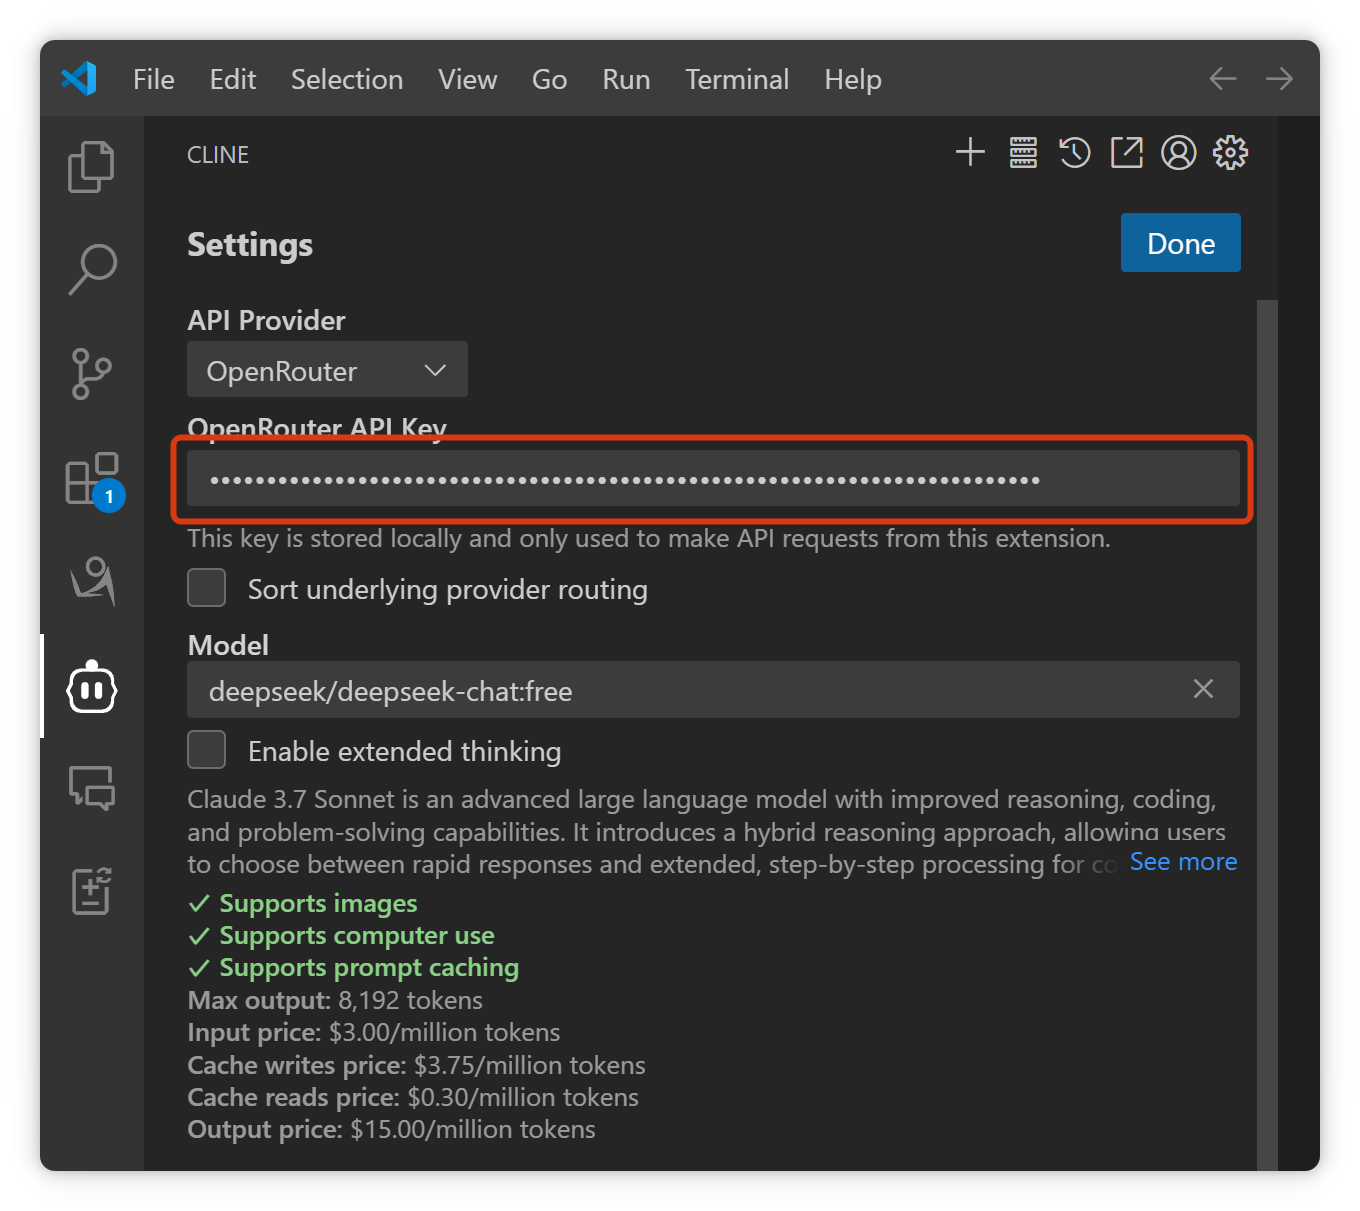 File Edit Selection View Go Run Terminal Help
CLINE
Settings
Done
API Provider
OpenRouter
OpenRouter API Key
••••••••••••••••••••••••••••••••••••••••••••••••••••••••••••••••••••••••••
This key is stored locally and only used to make API requests from this extension.
Sort underlying provider routing
Model
deepseek/deepseek-chat:free
Enable extended thinking
Claude 3.7 Sonnet is an advanced large language model with improved reasoning, coding,
and problem-solving capabilities. It introduces a hybrid reasoning approach, allowing users
to choose between rapid responses and extended, step-by-step processing for co See more
✓ Supports images
✓ Supports computer use
✓ Supports prompt caching
Max output: 8,192 tokens
Input price: $3.00/million tokens
Cache writes price: $3.75/million tokens
Cache reads price: $0.30/million tokens
Output price: $15.00/million tokens
1